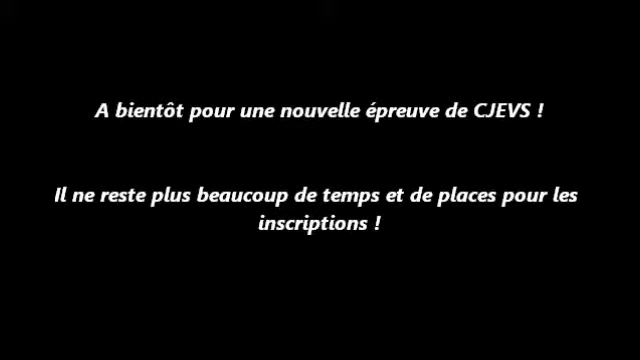 A bientôt pour une nouvelle épreuve de CJEVS !
Il ne reste plus beaucoup de temps et de places pour les
inscriptions !